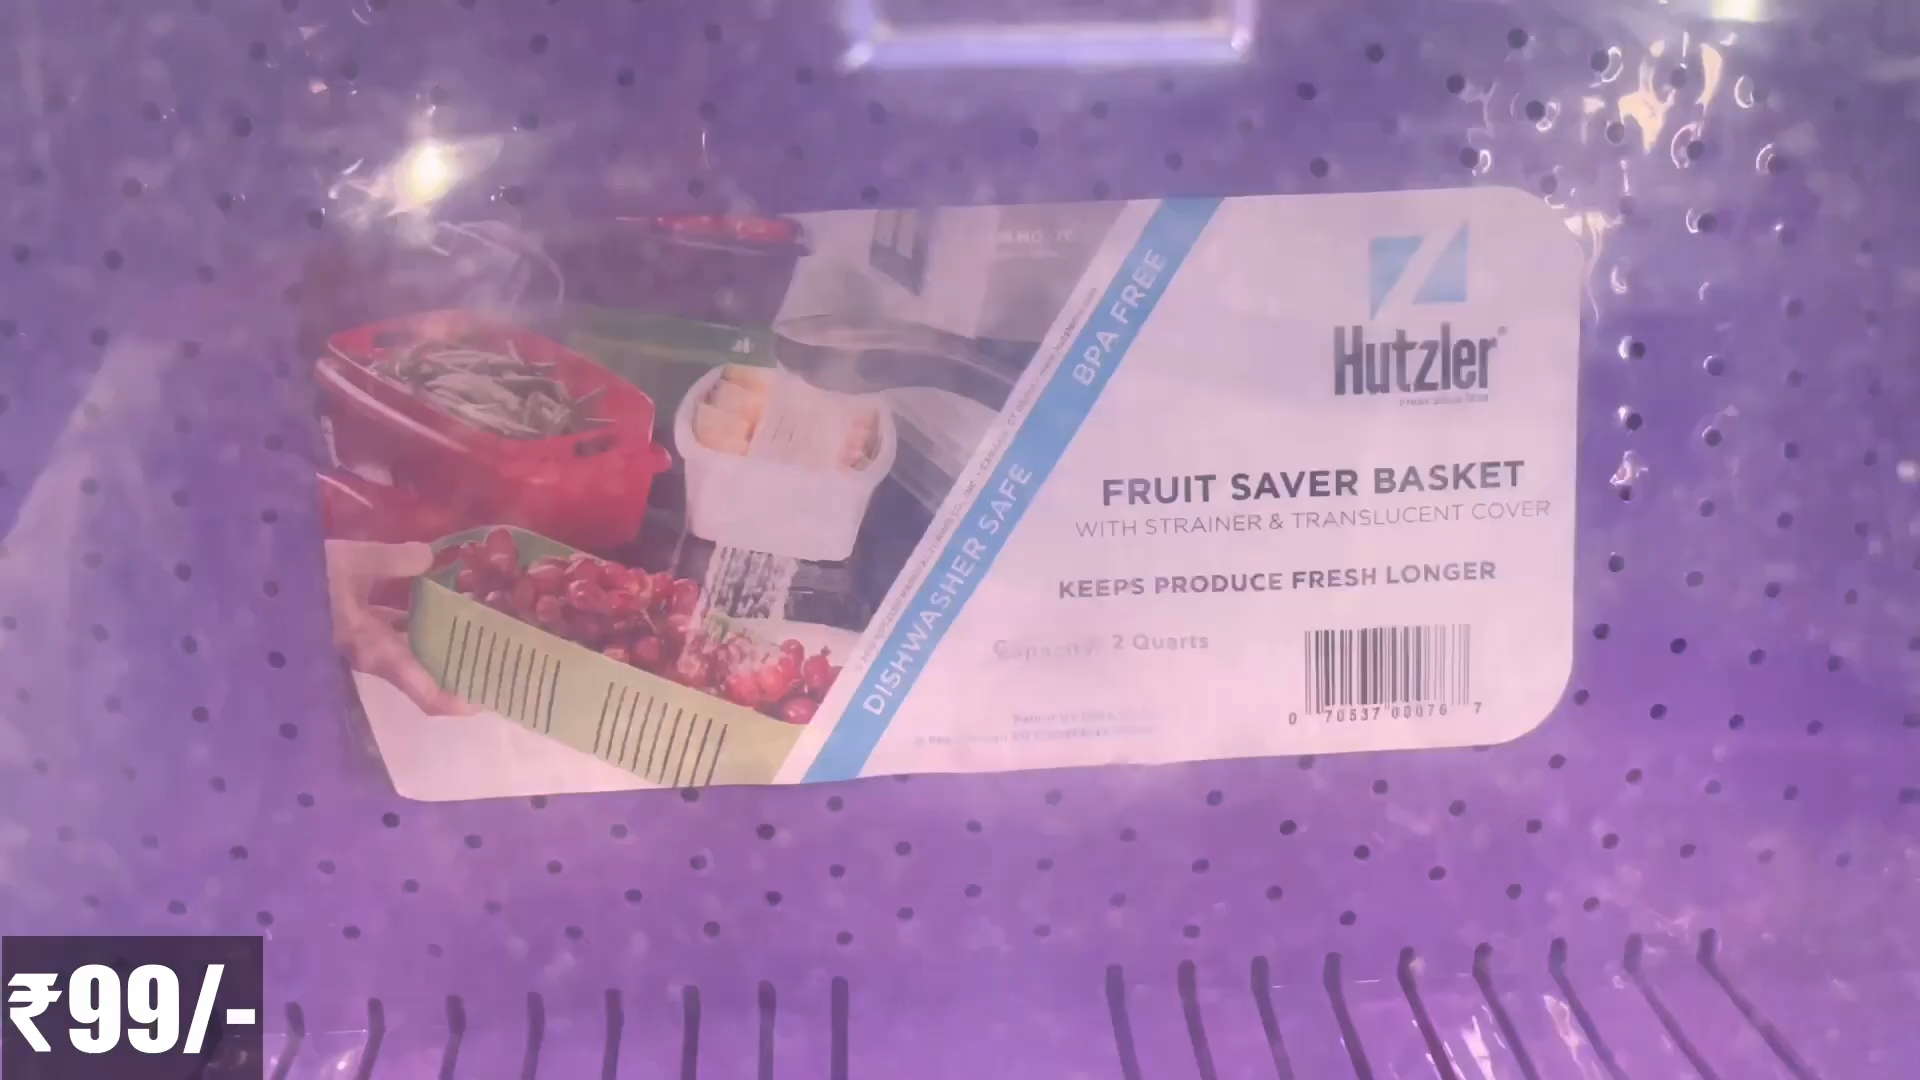 Hutzler®
BPA FREE
DISHWASHER SAFE
FRUIT SAVER BASKET
WITH STRAINER & TRANSLUCENT COVER
KEEPS PRODUCE FRESH LONGER
Capacity: 2 Quarts
0 70537 00076 7
₹99/-